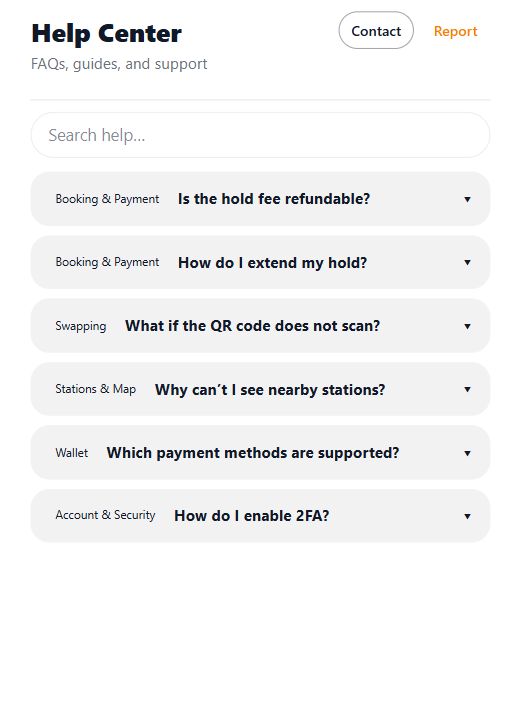 Help Center
Contact
Report
FAQs, guides, and support
Search help...
Booking & Payment Is the hold fee refundable?
Booking & Payment How do I extend my hold?
Swapping What if the QR code does not scan?
Stations & Map Why can’t I see nearby stations?
Wallet Which payment methods are supported?
Account & Security How do I enable 2FA?